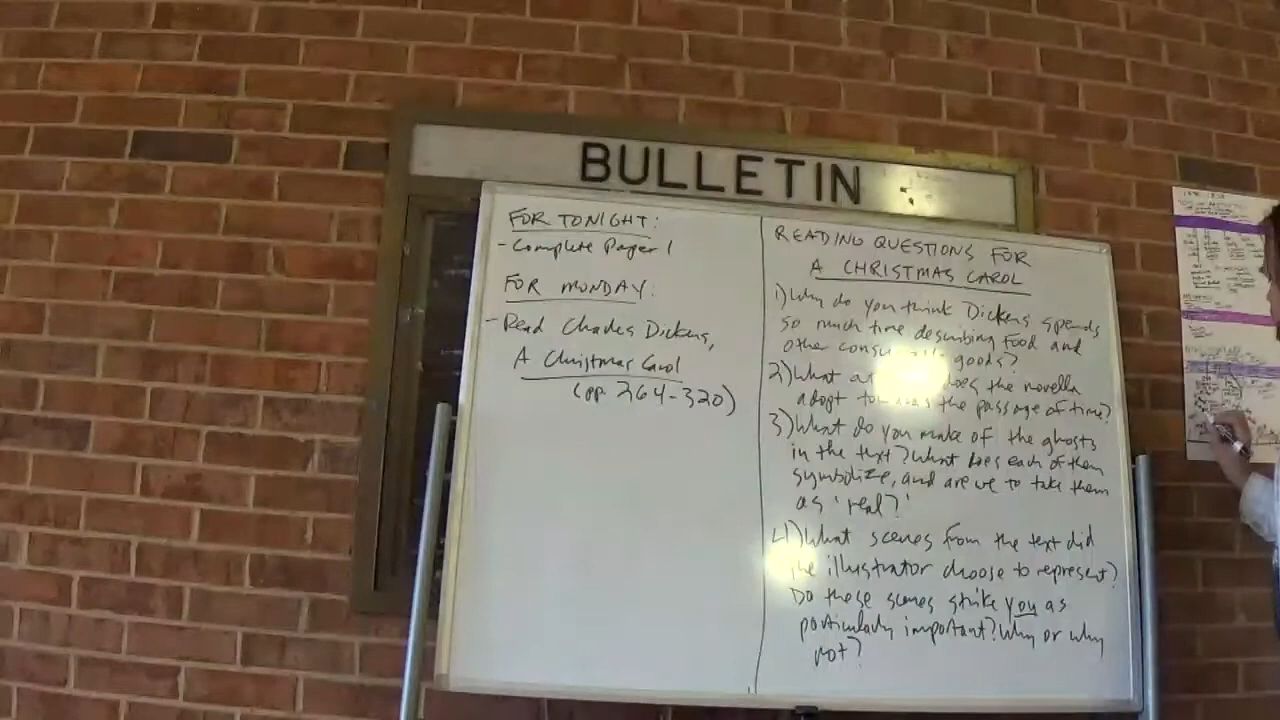 BULLETIN
FOR TONIGHT:
- Complete Paper 1
FOR MONDAY:
- Read Charles Dickens,
A Christmas Carol
(pp. 264-320)
READING QUESTIONS FOR
A CHRISTMAS CAROL
1) Why do you think Dickens spends
so much time describing food and
other goods?
2) What does the novella
adopt towards the passage of time?
3) What do you make of the ghosts
in the text? What does each of them
symbolize, and are we to take them
as 'real?'
4) What scenes from the text did
the illustrator choose to represent?
Do these scenes strike you as
particularly important? Why or why
not?